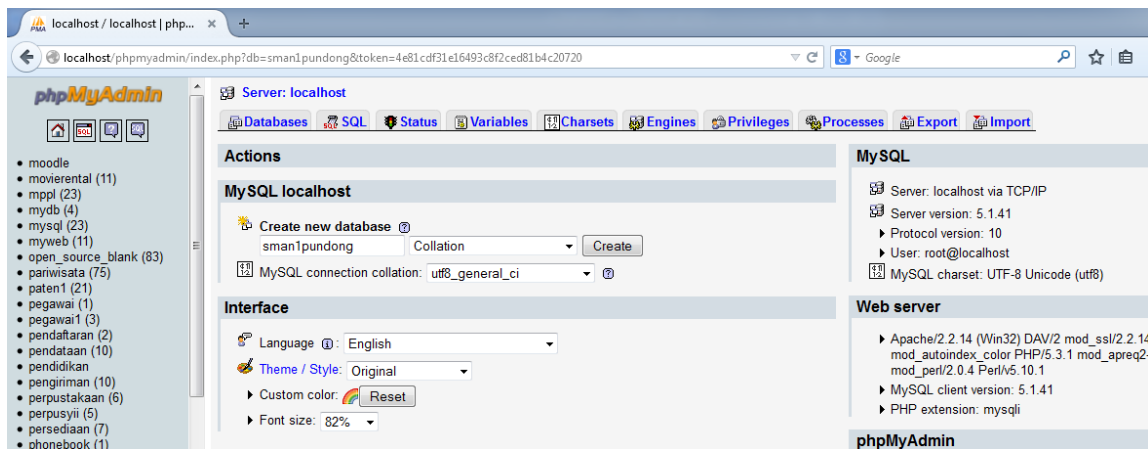 localhost / localhost | php...
localhost/phpmyadmin/index.php?db=sman1pundong&token=4e81cdf31e16493c8f2ced81b4c20720
Google
phpMyAdmin
moodle
movierental (11)
mppl (23)
mydb (4)
mysql (23)
myweb (11)
open_source_blank (83)
pariwisata (75)
paten1 (21)
pegawai (1)
pegawai1 (3)
pendaftaran (2)
pendataan (10)
pendidikan
pengiriman (10)
perpustakaan (6)
perpusyii (5)
persediaan (7)
phonebook (1)
Server: localhost
Databases SQL Status Variables Charsets Engines Privileges Processes Export Import
Actions
MySQL localhost
Create new database
sman1pundong Collation Create
MySQL connection collation: utf8_general_ci
Interface
Language : English
Theme / Style: Original
Custom color: Reset
Font size: 82%
MySQL
Server: localhost via TCP/IP
Server version: 5.1.41
Protocol version: 10
User: root@localhost
MySQL charset: UTF-8 Unicode (utf8)
Web server
Apache/2.2.14 (Win32) DAV/2 mod_ssl/2.2.14
mod_autoindex_color PHP/5.3.1 mod_apreq2-
mod_perl/2.0.4 Perl/v5.10.1
MySQL client version: 5.1.41
PHP extension: mysqli
phpMyAdmin